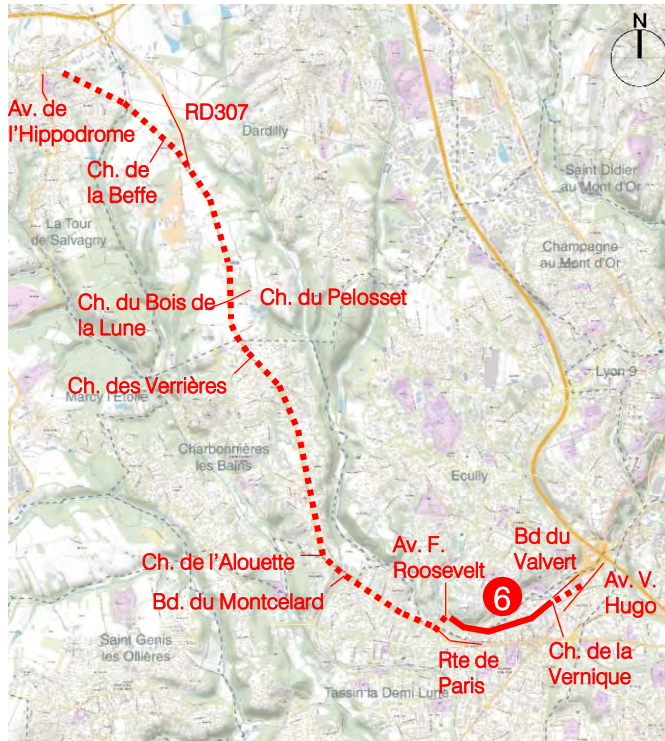 N
Av. de
l'Hippodrome
RD307
Dardilly
Ch. de
la Beffe
Saint Didier
au Mont d'Or
La Tour
de Salvagny
Champagne
au Mont d'Or
Ch. du Bois de
la Lune
Ch. du Pelosset
Ch. des Verrières
Marcy l'Etoile
Lyon 9
Charbonnières
les Bains
Ecully
Ch. de l'Alouette
Av. F.
Roosevelt
Bd du
Valvert
Bd. du Montcelard
6
Av. V.
Hugo
Saint Genis
les Ollières
Rte de
Paris
Ch. de la
Vernique
Tassin la Demi Lune